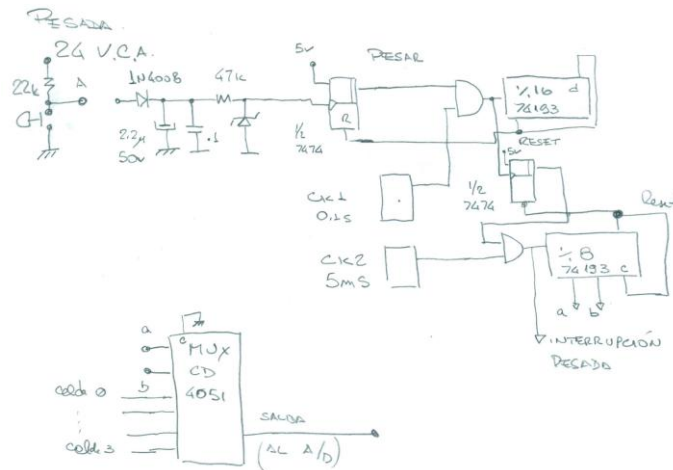 PESADA
24 V.C.A.
22K
A
1N4008
47K
2.2µ
50v
.1
5v
PESAR
R
1/2
7474
÷16 d
74193
RESET
5v
1/2
7474
CK1
0.1s
CK2
5mS
÷8
74193 c
a b
INTERRUPCIÓN
PESADA
a
c
MUX
CD
b
4051
celda 0
celda 3
SALIDA
(AL A/D)